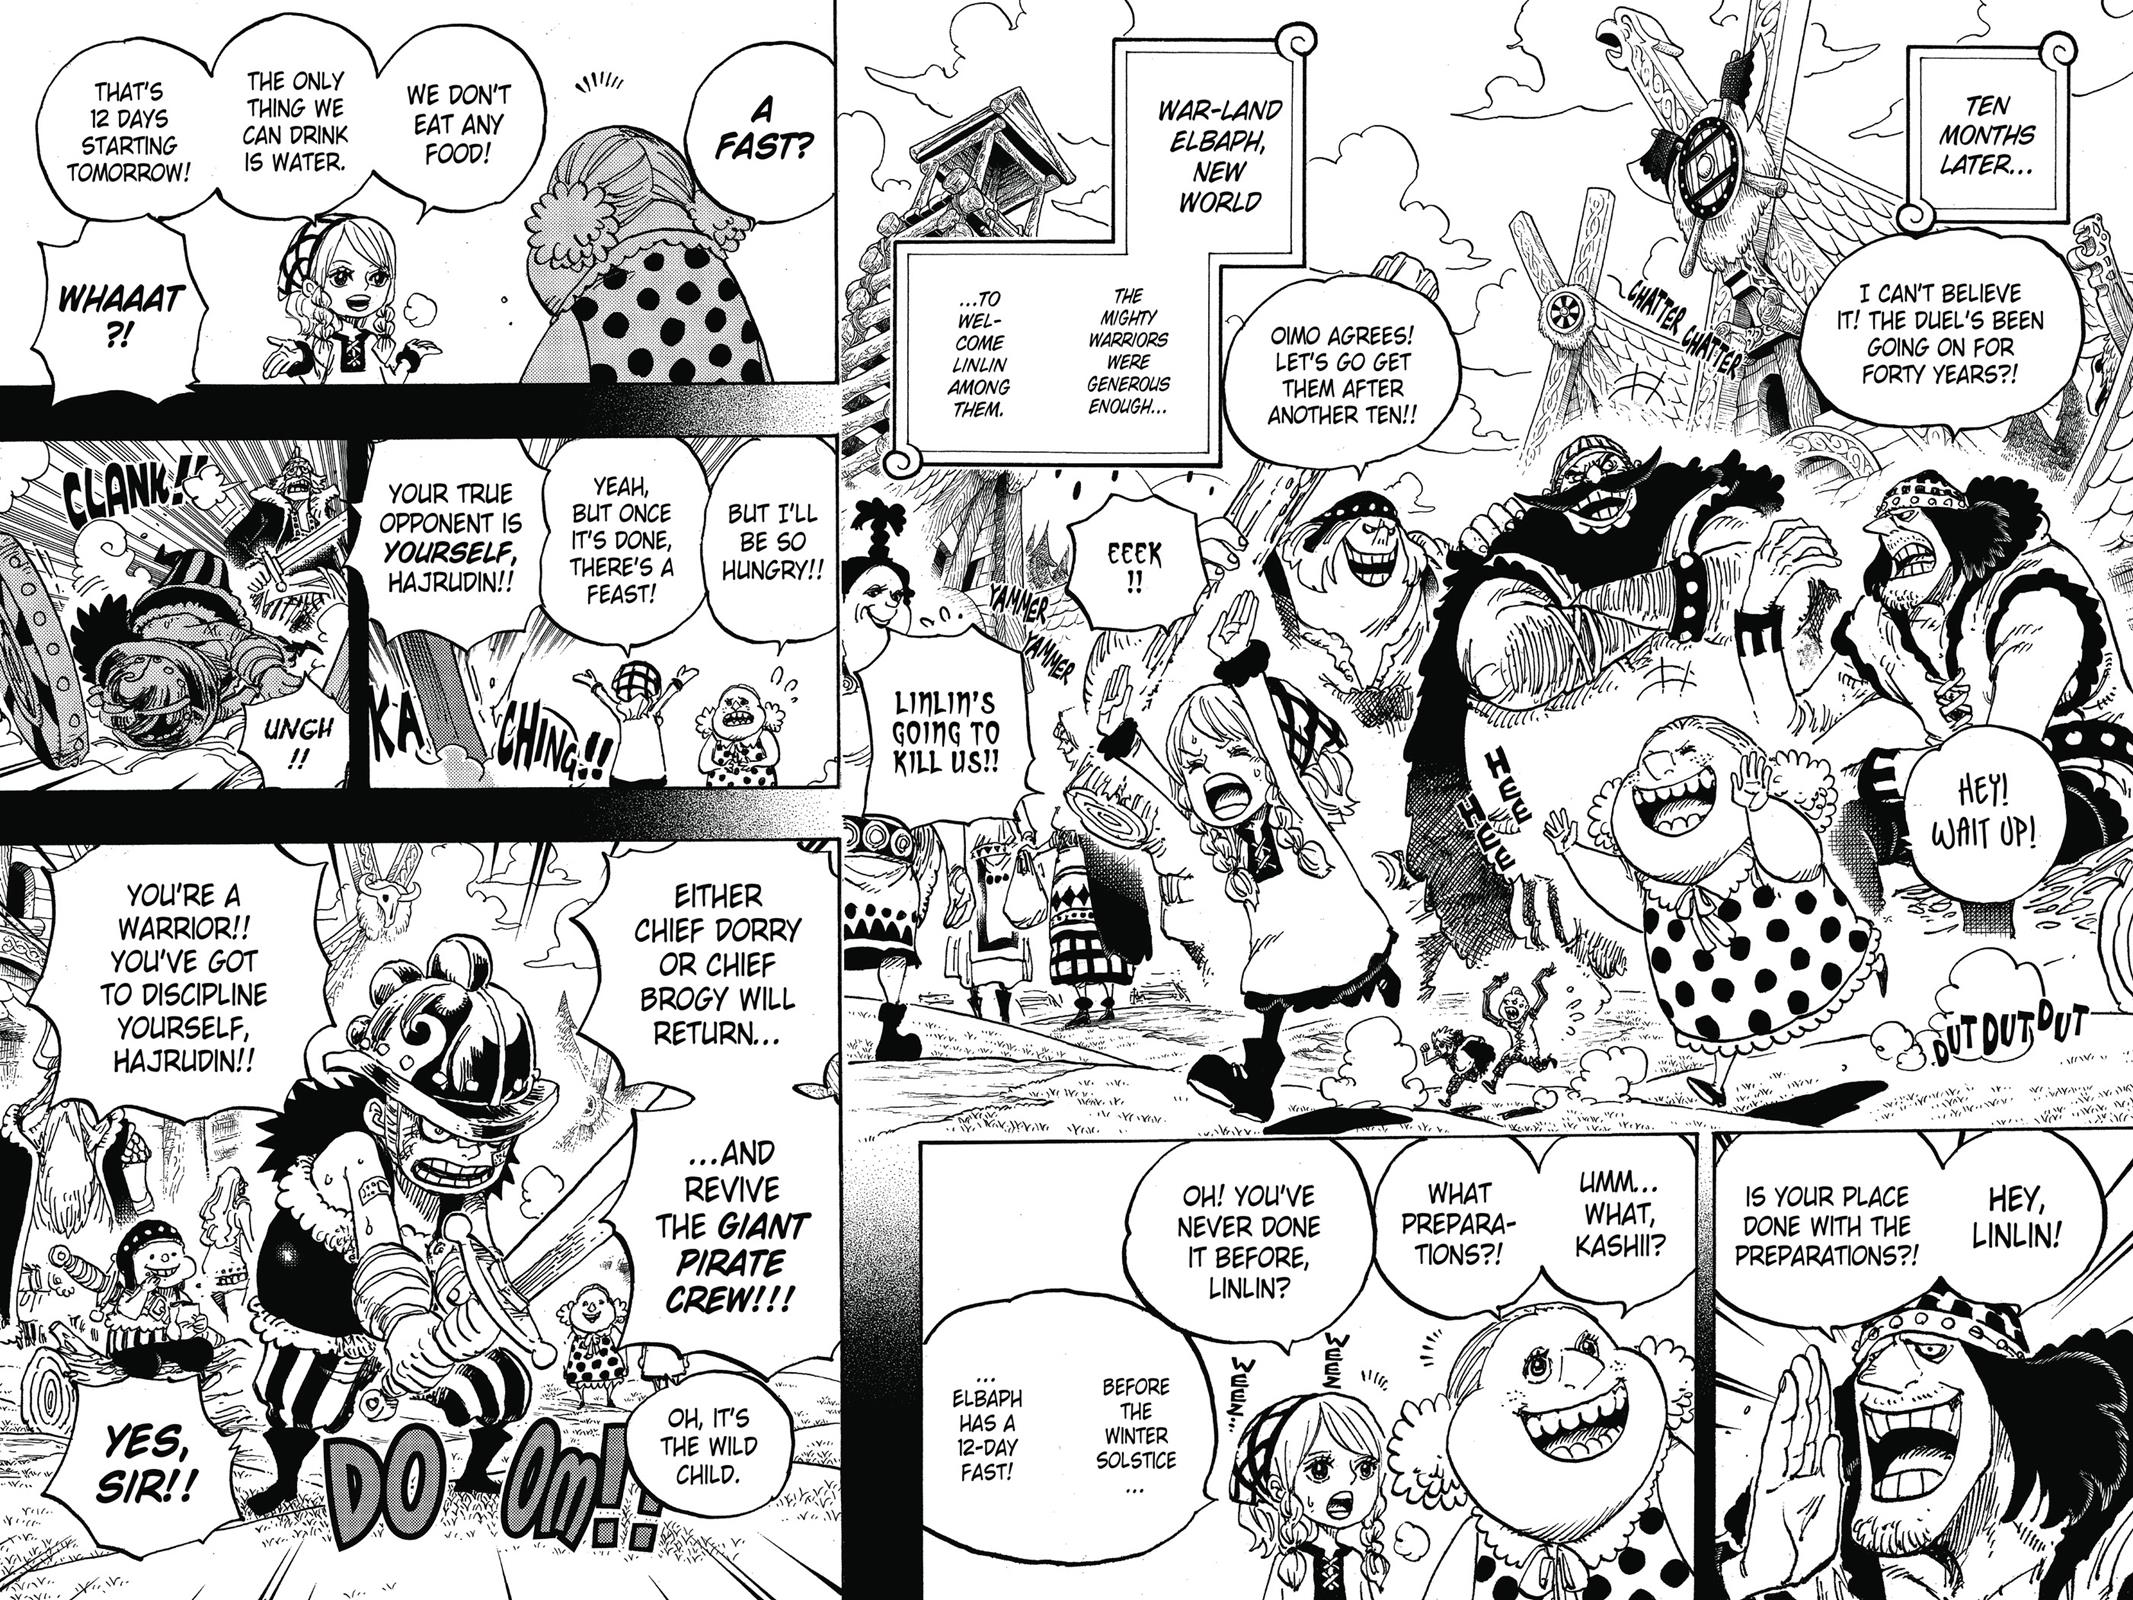 TEN
MONTHS
LATER...
WAR-LAND
ELBAPH,
NEW
WORLD
THE
MIGHTY
WARRIORS
WERE
GENEROUS
ENOUGH...
...TO
WEL-
COME
LINLIN
AMONG
THEM.
I CAN'T BELIEVE
IT! THE DUEL'S BEEN
GOING ON FOR
FORTY YEARS?!
CHATTER
CHATTER
OIMO AGREES!
LET'S GO GET
THEM AFTER
ANOTHER TEN!!
HEY!
WAIT UP!
HEE
HEE
DUT DUT DUT
EEEK
!!
YAMMER
YAMMER
LINLIN'S
GOING TO
KILL US!!
HEY,
LINLIN!
IS YOUR PLACE
DONE WITH THE
PREPARATIONS?!
UMM...
WHAT,
KASHII?
WHAT
PREPARA-
TIONS?!
OH! YOU'VE
NEVER DONE
IT BEFORE,
LINLIN?
WEEZ
WEEZ...
BEFORE
THE
WINTER
SOLSTICE
...
...
ELBAPH
HAS A
12-DAY
FAST!
A
FAST?
WE DON'T
EAT ANY
FOOD!
THE ONLY
THING WE
CAN DRINK
IS WATER.
THAT'S
12 DAYS
STARTING
TOMORROW!
WHAAAT
?!
BUT I'LL
BE SO
HUNGRY!!
YEAH,
BUT ONCE
IT'S DONE,
THERE'S A
FEAST!
YOUR TRUE
OPPONENT IS
YOURSELF,
HAJRUDIN!!
KA
CHING!!
CLANK!!
UNGH
!!
EITHER
CHIEF DORRY
OR CHIEF
BROGY WILL
RETURN...
...AND
REVIVE
THE GIANT
PIRATE
CREW!!!
YOU'RE A
WARRIOR!!
YOU'VE GOT
TO DISCIPLINE
YOURSELF,
HAJRUDIN!!
OH, IT'S
THE WILD
CHILD.
YES,
SIR!!
DOOM!!